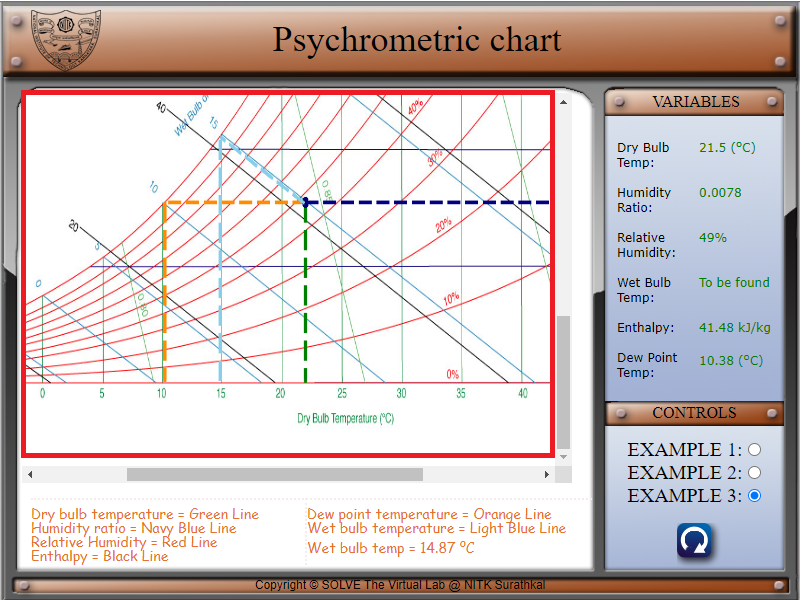 Psychrometric chart
40
Wet Bulb
15
40%
10
30%
0.85
20
20%
5
0
0.80
10%
0%
0 5 10 15 20 25 30 35 40
Dry Bulb Temperature (ºC)
Dry bulb temperature = Green Line
Humidity ratio = Navy Blue Line
Relative Humidity = Red Line
Enthalpy = Black Line
Dew point temperature = Orange Line
Wet bulb temperature = Light Blue Line
Wet bulb temp = 14.87 ºC
VARIABLES
Dry Bulb Temp: 21.5 (ºC)
Humidity Ratio: 0.0078
Relative Humidity: 49%
Wet Bulb Temp: To be found
Enthalpy: 41.48 kJ/kg
Dew Point Temp: 10.38 (ºC)
CONTROLS
EXAMPLE 1:
EXAMPLE 2:
EXAMPLE 3:
Copyright © SOLVE The Virtual Lab @ NITK Surathkal